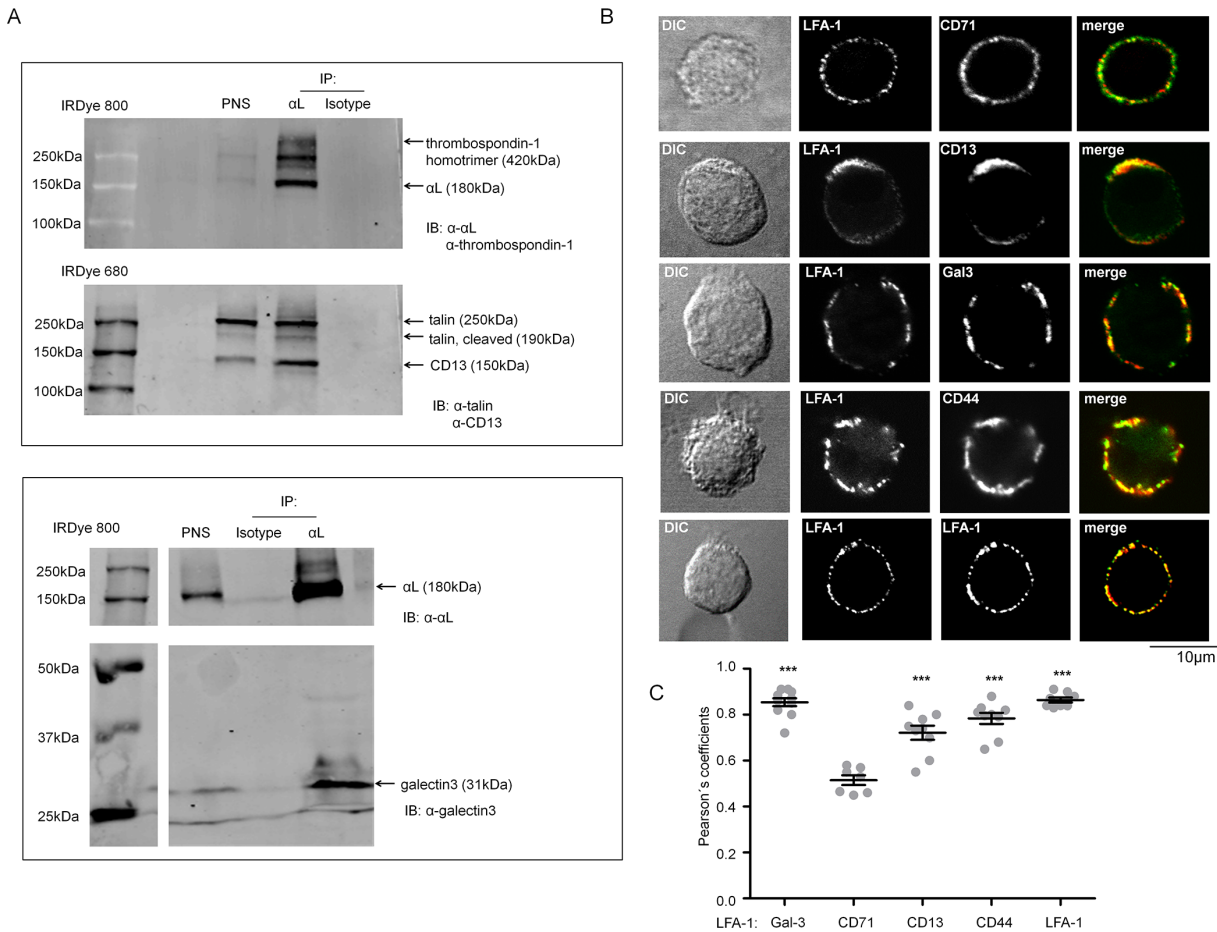 A
IP:
IRDye 800
PNS
αL
Isotype
250kDa
150kDa
100kDa
thrombospondin-1
homotrimer (420kDa)
αL (180kDa)
IB: α-αL
α-thrombospondin-1
IRDye 680
250kDa
150kDa
100kDa
talin (250kDa)
talin, cleaved (190kDa)
CD13 (150kDa)
IB: α-talin
α-CD13
IP:
IRDye 800
PNS
Isotype
αL
250kDa
150kDa
αL (180kDa)
IB: α-αL
50kDa
37kDa
25kDa
galectin3 (31kDa)
IB: α-galectin3
B
DIC LFA-1 CD71 merge
DIC LFA-1 CD13 merge
DIC LFA-1 Gal3 merge
DIC LFA-1 CD44 merge
DIC LFA-1 LFA-1 merge
10μm
C
Pearson´s coefficients
1.0
0.8
0.6
0.4
0.2
0.0
*** *** *** ***
LFA-1: Gal-3 CD71 CD13 CD44 LFA-1